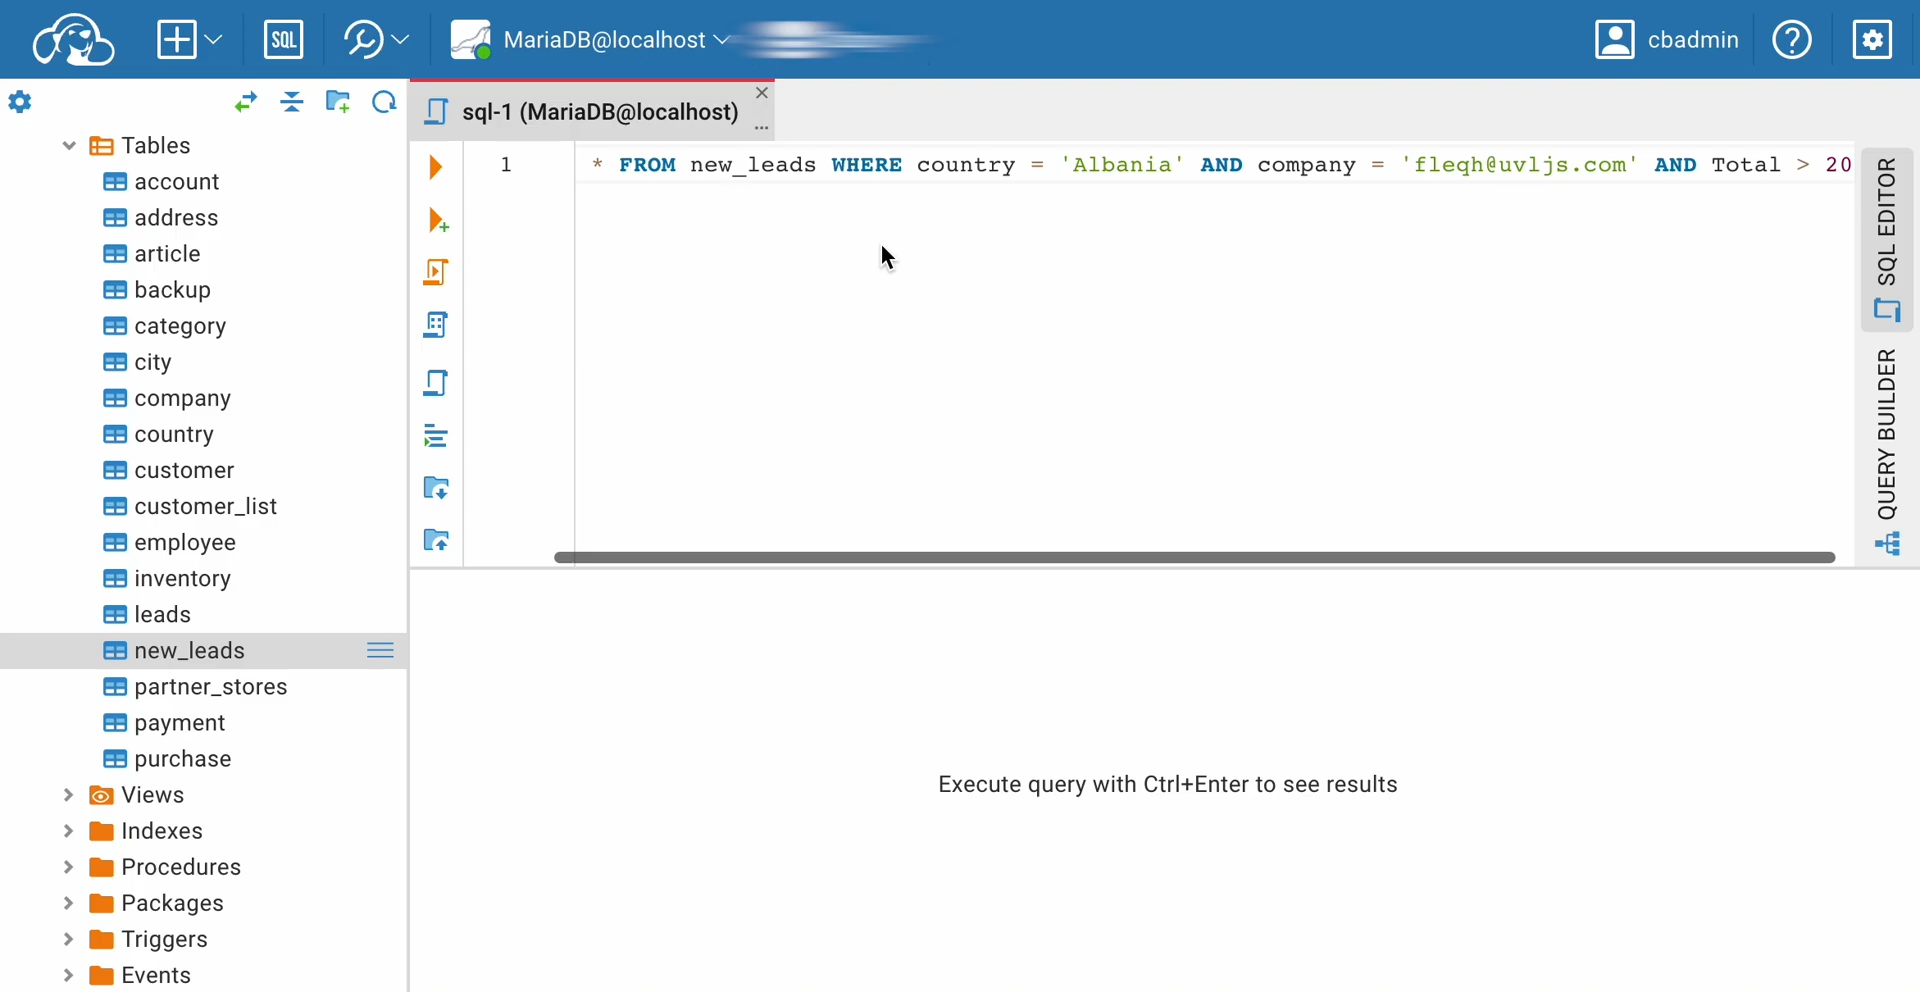 SQL
MariaDB@localhost
cbadmin
?
sql-1 (MariaDB@localhost)
...
Tables
account
address
article
backup
category
city
company
country
customer
customer_list
employee
inventory
leads
new_leads
partner_stores
payment
purchase
Views
Indexes
Procedures
Packages
Triggers
Events
1
* FROM new_leads WHERE country = 'Albania' AND company = 'fleqh@uvljs.com' AND Total > 20
Execute query with Ctrl+Enter to see results
SQL EDITOR
QUERY BUILDER